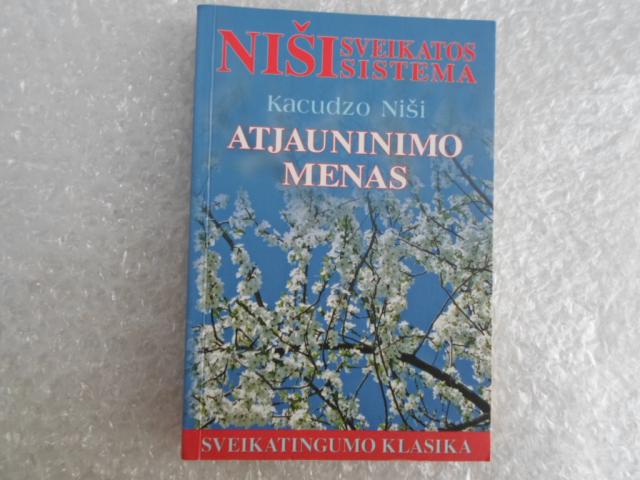 NIŠI SVEIKATOS SISTEMA
Kacudzo Niši
ATJAUNINIMO
MENAS
SVEIKATINGUMO KLASIKA